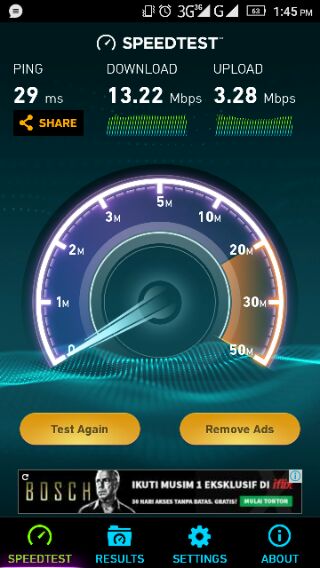 3G 3G G 63 1:45 PM
SPEEDTEST
PING DOWNLOAD UPLOAD
29 ms 13.22 Mbps 3.28 Mbps
SHARE
5M
3M 10M
2M 20M
1M 30M
0 50M
Test Again Remove Ads
BOSCH
IKUTI MUSIM 1 EKSKLUSIF DI iflix
30 HARI AKSES TANPA BATAS. GRATIS! MULAI TONTON
SPEEDTEST RESULTS SETTINGS ABOUT